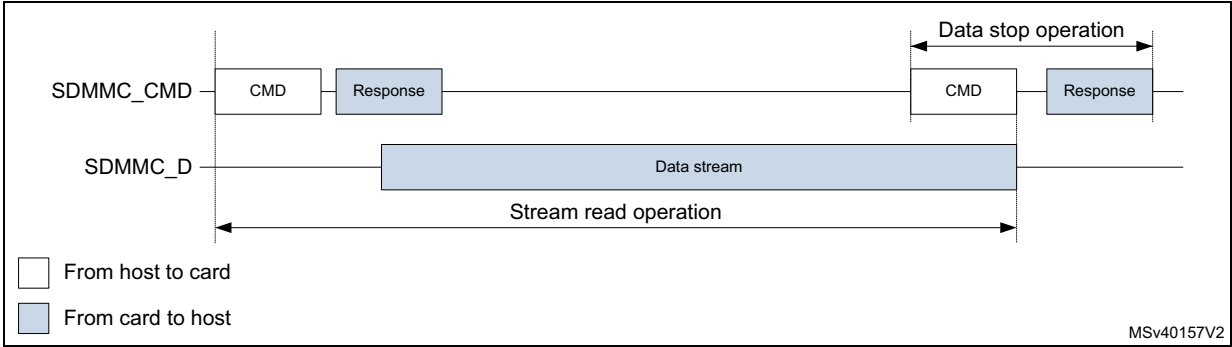 Data stop operation
SDMMC_CMD CMD Response CMD Response
SDMMC_D Data stream
Stream read operation
From host to card
From card to host
MSv40157V2